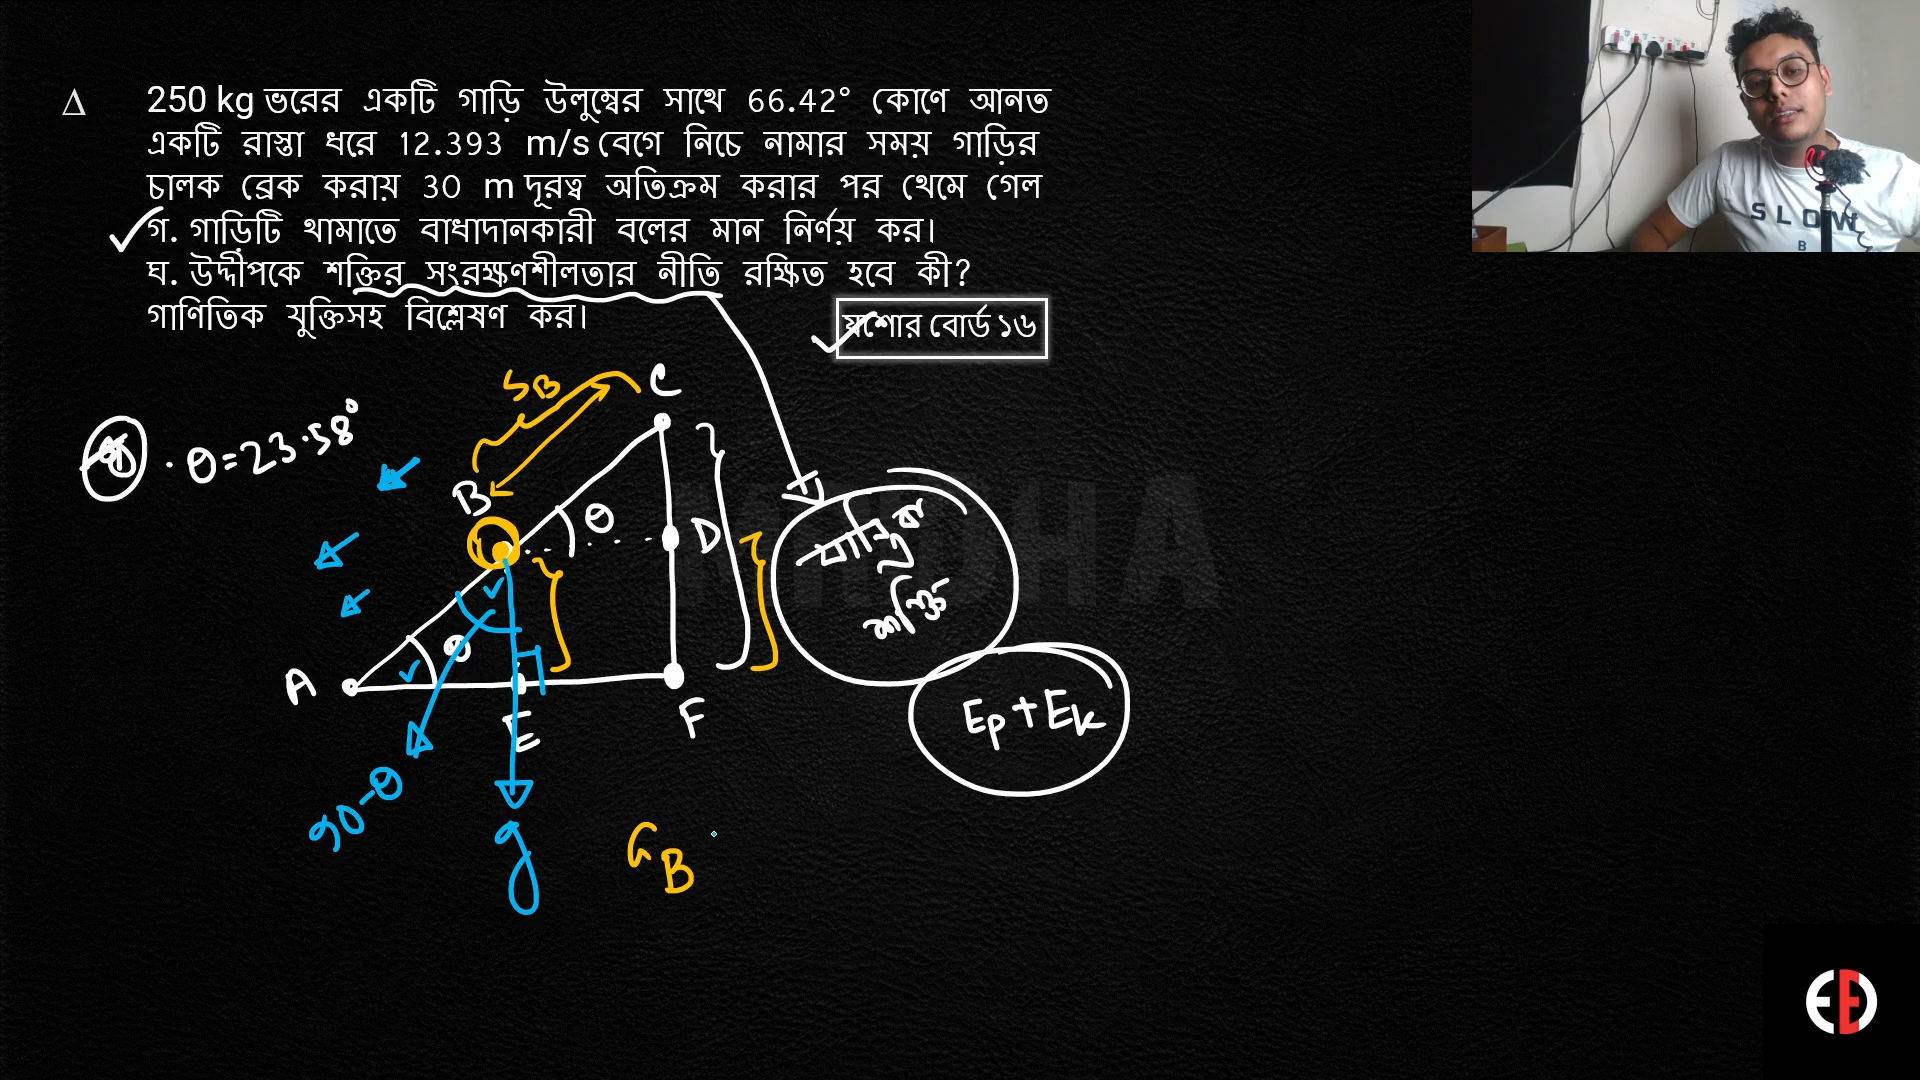 Δ 250 kg ভরের একটি গাড়ি উলুম্বের সাথে 66.42° কোণে আনত
একটি রাস্তা ধরে 12.393 m/s বেগে নিচে নামার সময় গাড়ির
চালক ব্রেক করায় 30 m দূরত্ব অতিক্রম করার পর থেমে গেল
গ. গাড়িটি থামাতে বাধাদানকারী বলের মান নির্ণয় কর।
ঘ. উদ্দীপকে শক্তির সংরক্ষণশীলতার নীতি রক্ষিত হবে কী?
গাণিতিক যুক্তিসহ বিশ্লেষণ কর।
যশোর বোর্ড ১৬
S_B
C
θ=23.58°
B
θ
D
যান্ত্রিক
শক্তি
A
θ
E
F
Ep+Ek
90-θ
g
B
SLOW
B